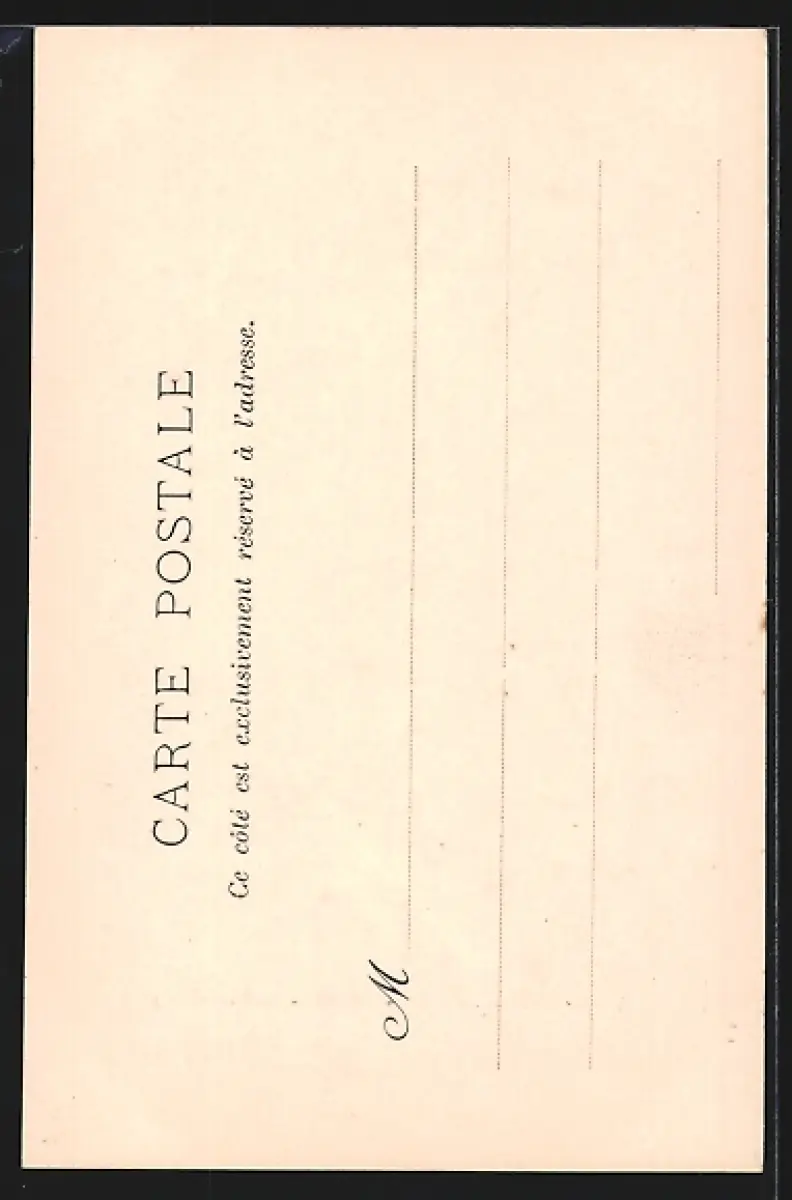 CARTE POSTALE
Ce côté est exclusivement réservé à l'adresse.
M